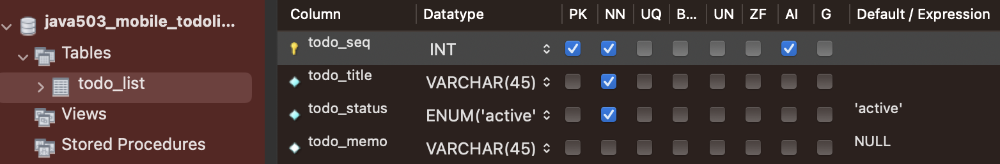 java503_mobile_todoli...
Tables
todo_list
Views
Stored Procedures
Column Datatype PK NN UQ B... UN ZF AI G Default / Expression
todo_seq INT
todo_title VARCHAR(45)
todo_status ENUM('active' 'active'
todo_memo VARCHAR(45) NULL